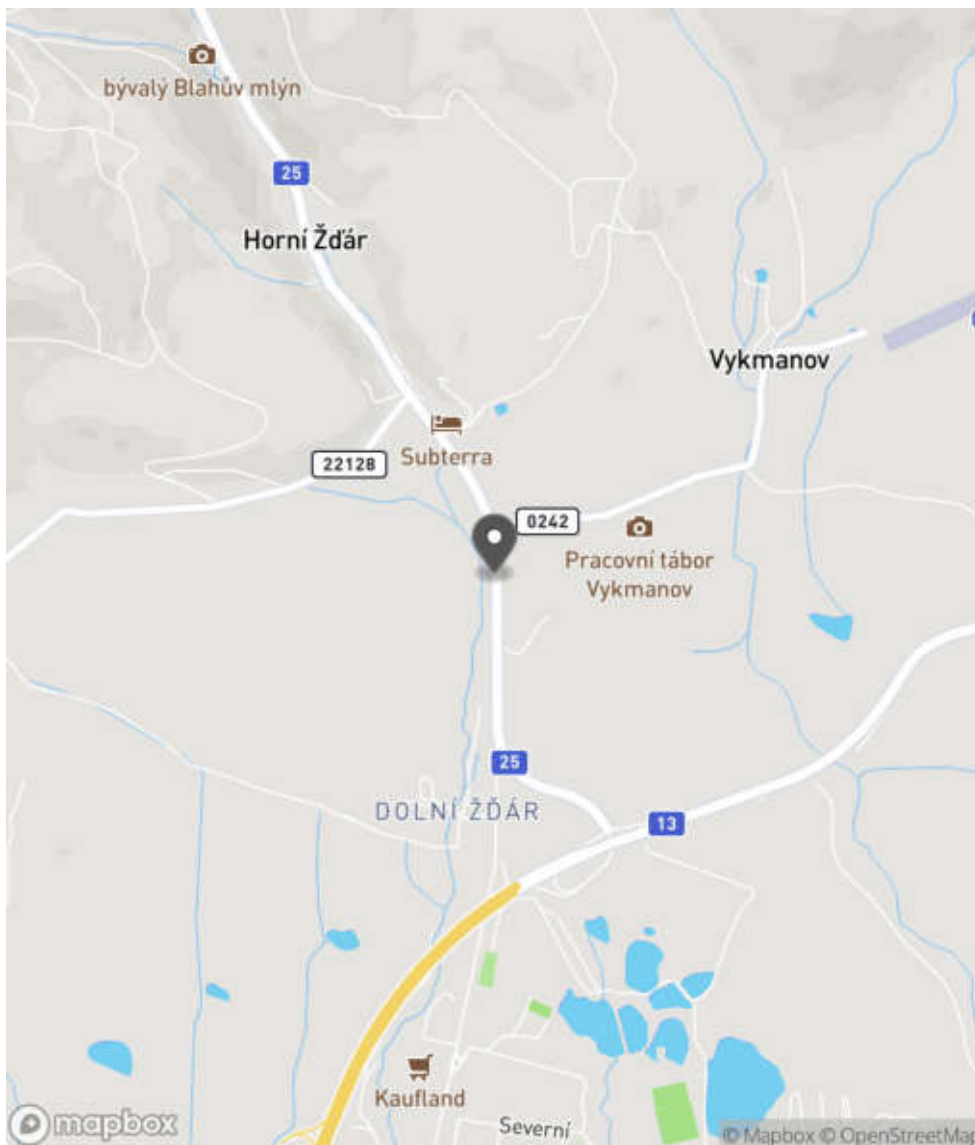 bývalý Blahův mlýn
25
Horní Žďár
Vykmanov
Subterra
22128
0242
Pracovní tábor
Vykmanov
25
DOLNÍ ŽĎÁR
13
Kaufland
Severní
mapbox
© Mapbox © OpenStreetMa